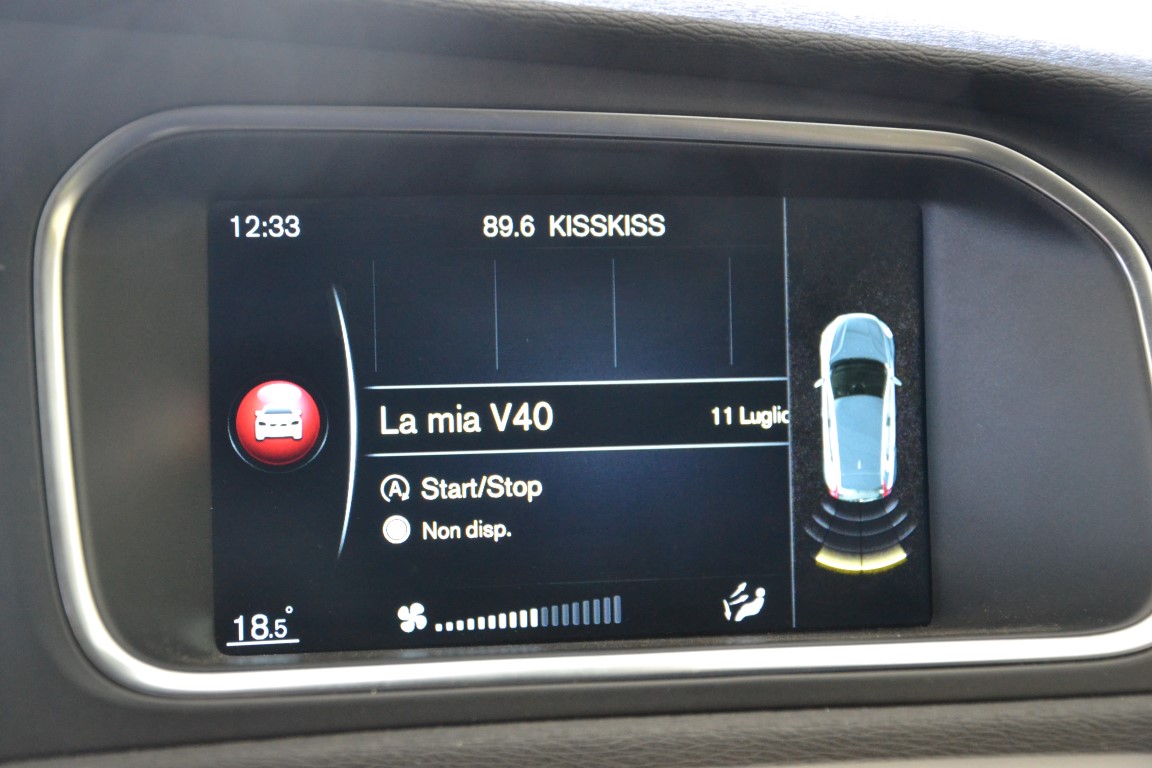 12:33
89.6 KISSKISS
La mia V40
11 Luglio
A Start/Stop
Non disp.
18.5°